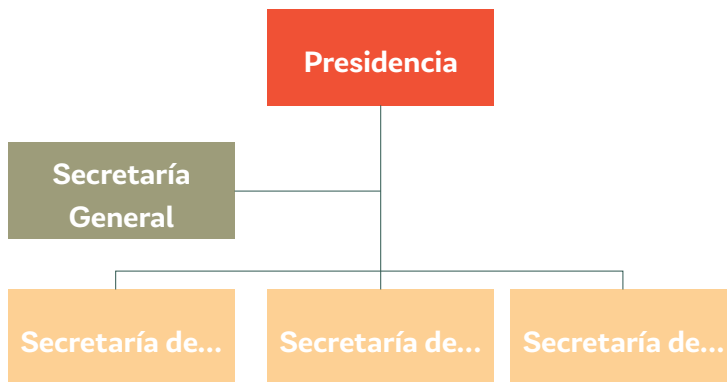 Presidencia
Secretaría
General
Secretaría de...
Secretaría de...
Secretaría de...